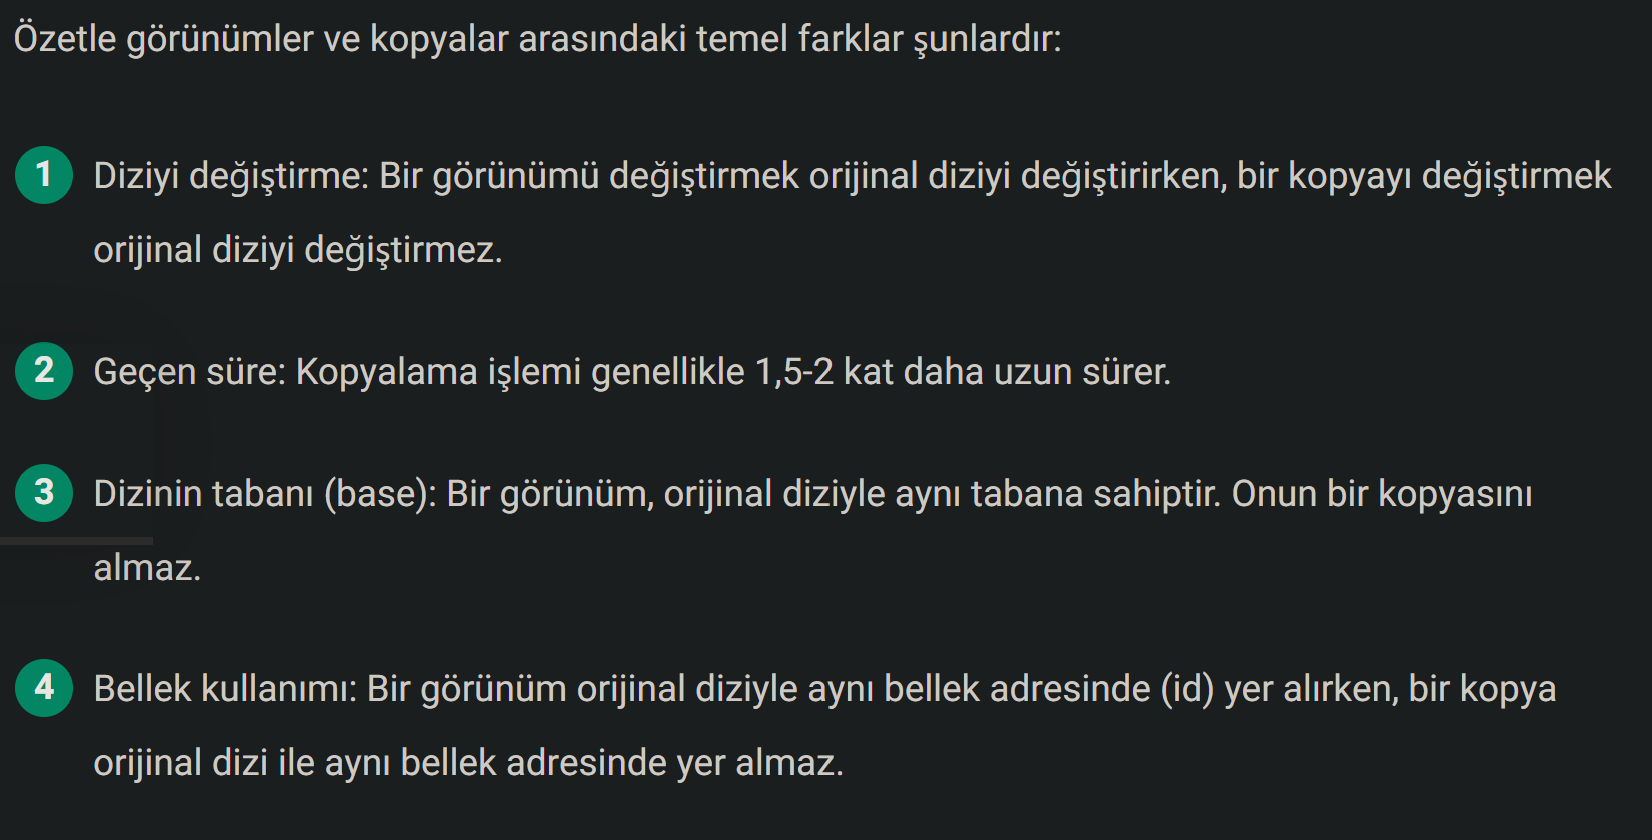 Özetle görünümler ve kopyalar arasındaki temel farklar şunlardır:
1 Diziyi değiştirme: Bir görünümü değiştirmek orijinal diziyi değiştirirken, bir kopyayı değiştirmek
orijinal diziyi değiştirmez.
2 Geçen süre: Kopyalama işlemi genellikle 1,5-2 kat daha uzun sürer.
3 Dizinin tabanı (base): Bir görünüm, orijinal diziyle aynı tabana sahiptir. Onun bir kopyasını
almaz.
4 Bellek kullanımı: Bir görünüm orijinal diziyle aynı bellek adresinde (id) yer alırken, bir kopya
orijinal dizi ile aynı bellek adresinde yer almaz.